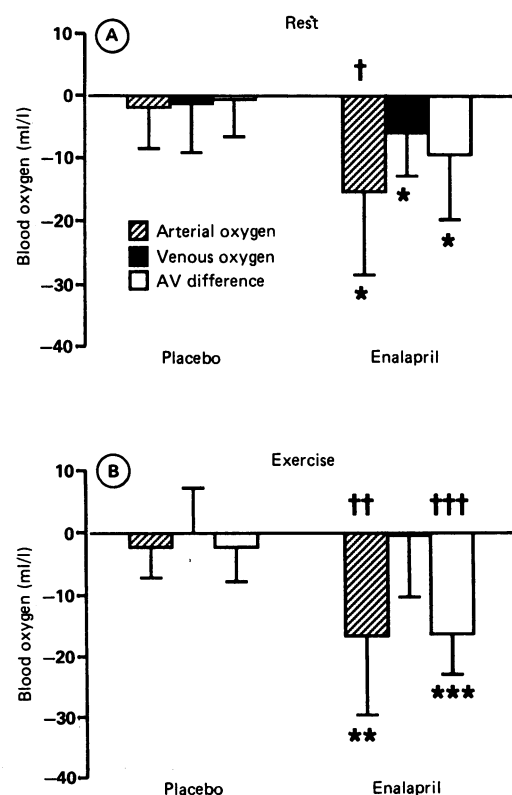 Rest
A
10
0
−10
−20
−30
−40
Blood oxygen (ml/l)
†
*
*
*
Arterial oxygen
Venous oxygen
AV difference
Placebo
Enalapril
Exercise
B
10
0
−10
−20
−30
−40
Blood oxygen (ml/l)
††
†††
**
***
Placebo
Enalapril